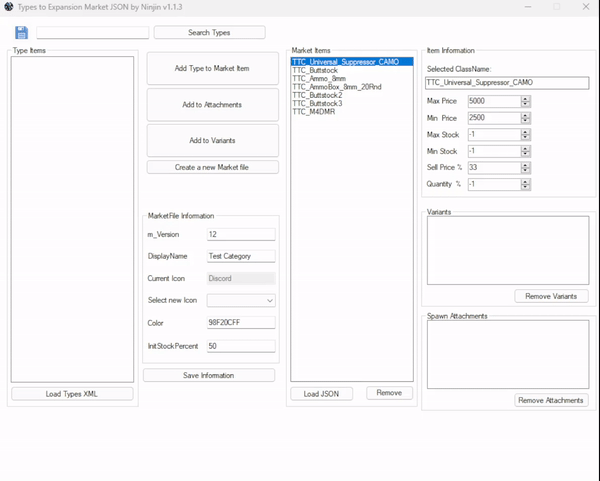 Types to Expansion Market JSON by Ninjin v1.1.3
Search Types
Type Items
Add Type to Market Item
Add to Attachments
Add to Variants
Create a new Market file
MarketFile Information
m_Version
12
DisplayName
Test Category
Current Icon
Discord
Select new Icon
Color
98F20CFF
InitStockPercent
50
Save Information
Load Types XML
Market Items
TTC_Universal_Suppressor_CAMO
TTC_Buttstock
TTC_Ammo_8mm
TTC_AmmoBox_8mm_20Rnd
TTC_Buttstock2
TTC_Buttstock3
TTC_M4DMR
Load JSON
Remove
Item Information
Selected ClassName:
TTC_Universal_Suppressor_CAMO
Max Price
5000
Min Price
2500
Max Stock
-1
Min Stock
-1
Sell Price %
33
Quantity %
-1
Variants
Remove Variants
Spawn Attachments
Remove Attachments